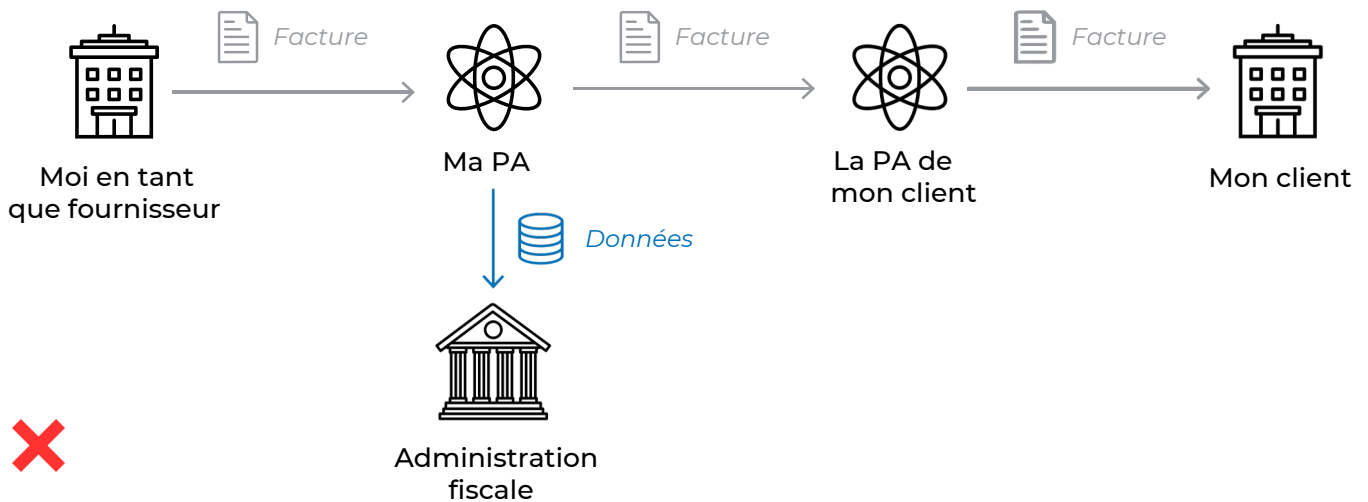 Facture
Facture
Facture
Moi en tant
que fournisseur
Ma PA
La PA de
mon client
Mon client
Données
Administration
fiscale